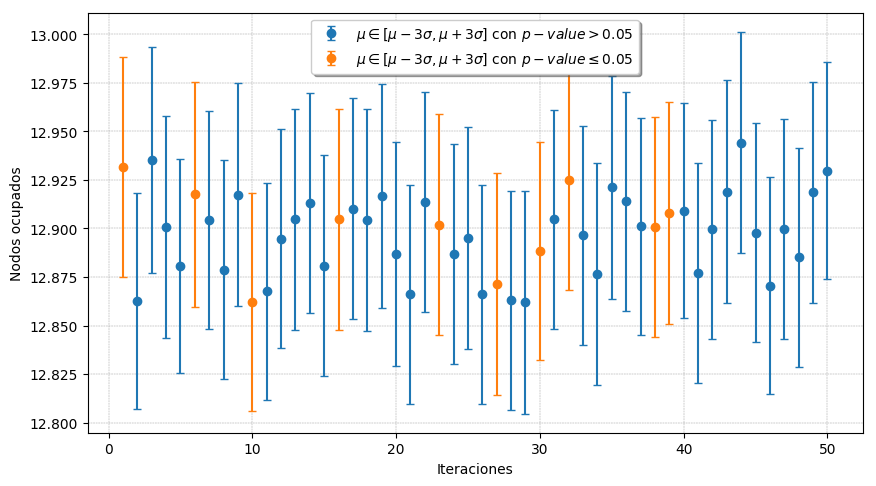 μ ∈ [μ − 3σ, μ + 3σ] con p − value > 0.05
μ ∈ [μ − 3σ, μ + 3σ] con p − value ≤ 0.05
Nodos ocupados
13.000
12.975
12.950
12.925
12.900
12.875
12.850
12.825
12.800
0 10 20 30 40 50
Iteraciones